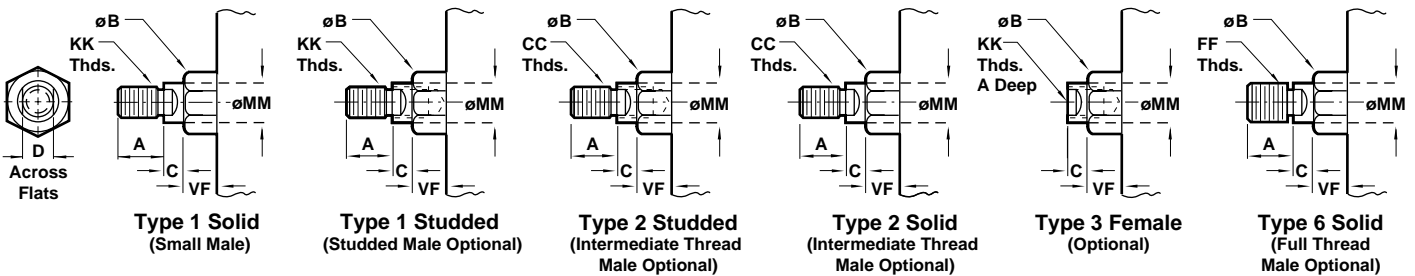 D
Across
Flats
øB
KK
Thds.
øMM
A
C
VF
Type 1 Solid
(Small Male)
øB
KK
Thds.
øMM
A
C
VF
Type 1 Studded
(Studded Male Optional)
øB
CC
Thds.
øMM
A
C
VF
Type 2 Studded
(Intermediate Thread
Male Optional)
øB
CC
Thds.
øMM
A
C
VF
Type 2 Solid
(Intermediate Thread
Male Optional)
øB
KK
Thds.
A Deep
øMM
C
VF
Type 3 Female
(Optional)
øB
FF
Thds.
øMM
A
C
VF
Type 6 Solid
(Full Thread
Male Optional)